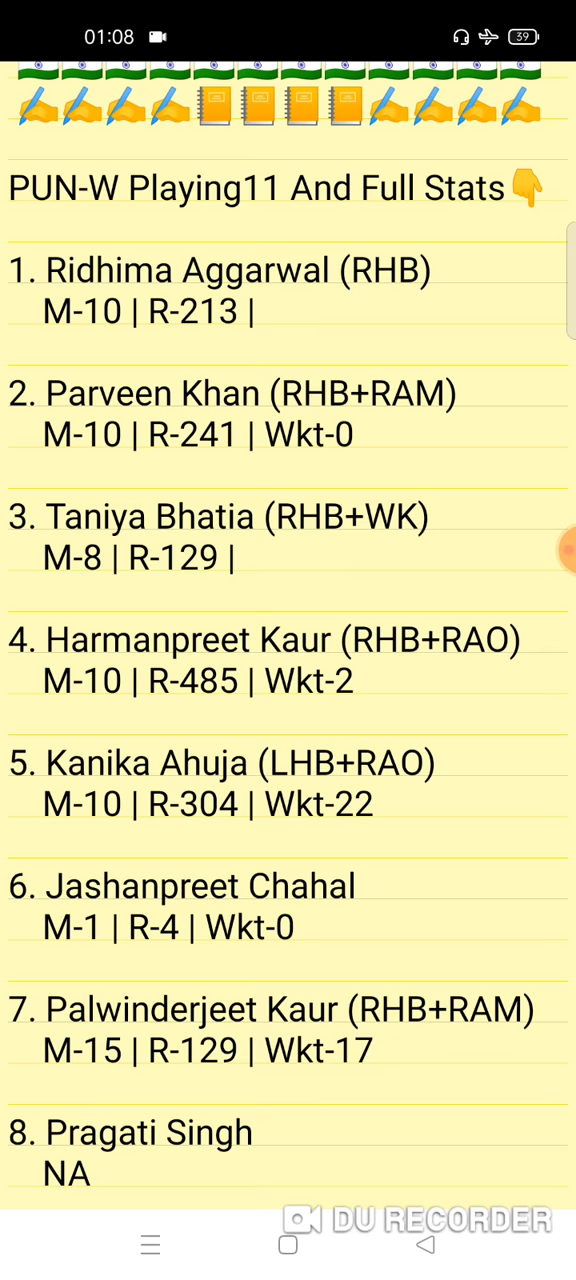 01:08
39
PUN-W Playing11 And Full Stats👇
1. Ridhima Aggarwal (RHB)
M-10 | R-213 |
2. Parveen Khan (RHB+RAM)
M-10 | R-241 | Wkt-0
3. Taniya Bhatia (RHB+WK)
M-8 | R-129 |
4. Harmanpreet Kaur (RHB+RAO)
M-10 | R-485 | Wkt-2
5. Kanika Ahuja (LHB+RAO)
M-10 | R-304 | Wkt-22
6. Jashanpreet Chahal
M-1 | R-4 | Wkt-0
7. Palwinderjeet Kaur (RHB+RAM)
M-15 | R-129 | Wkt-17
8. Pragati Singh
NA
DU RECORDER